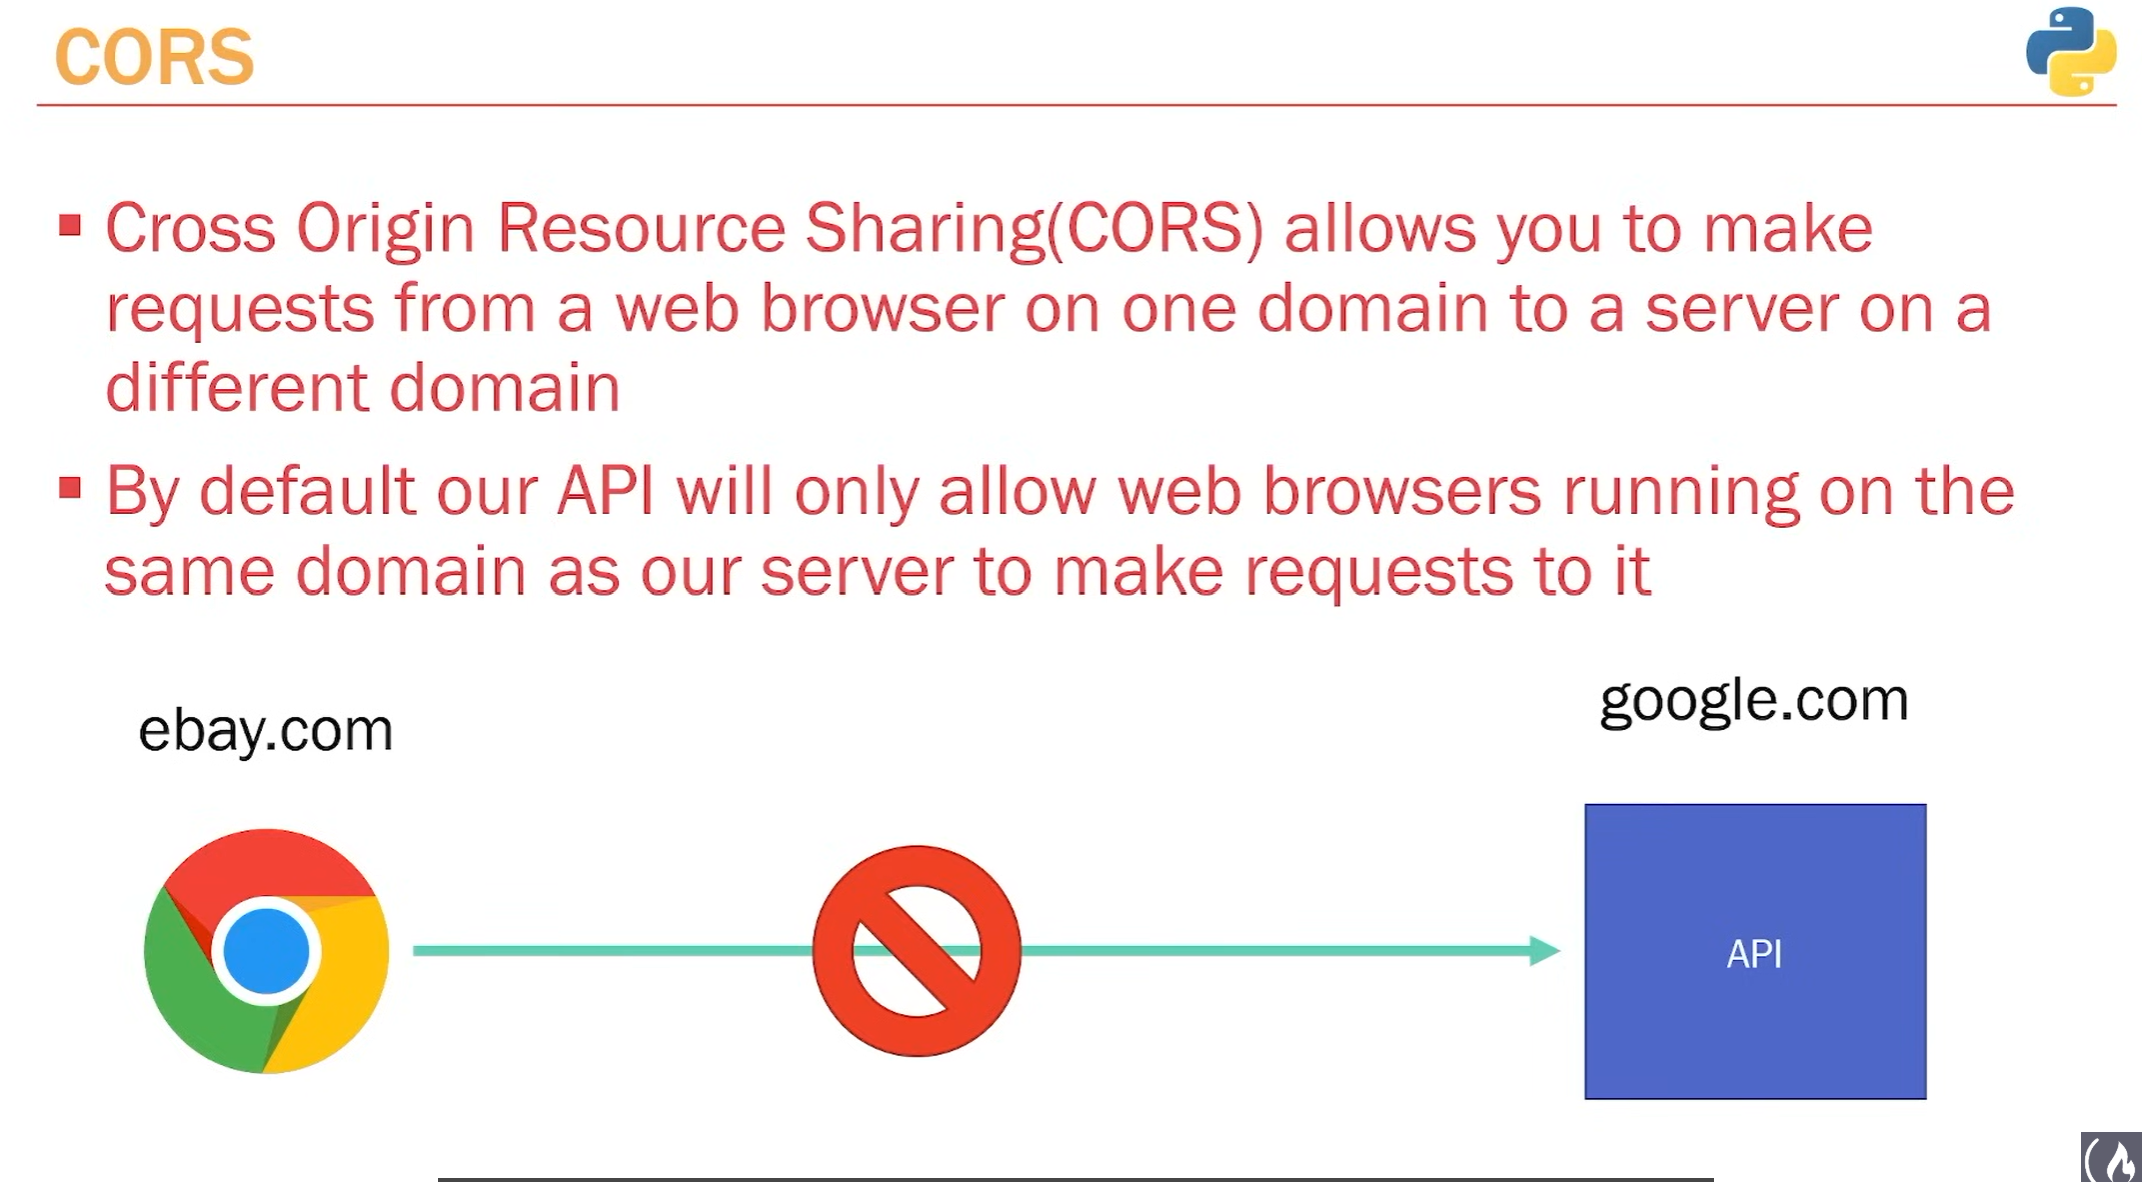 CORS
Cross Origin Resource Sharing(CORS) allows you to make
requests from a web browser on one domain to a server on a
different domain
By default our API will only allow web browsers running on the
same domain as our server to make requests to it
ebay.com
google.com
API